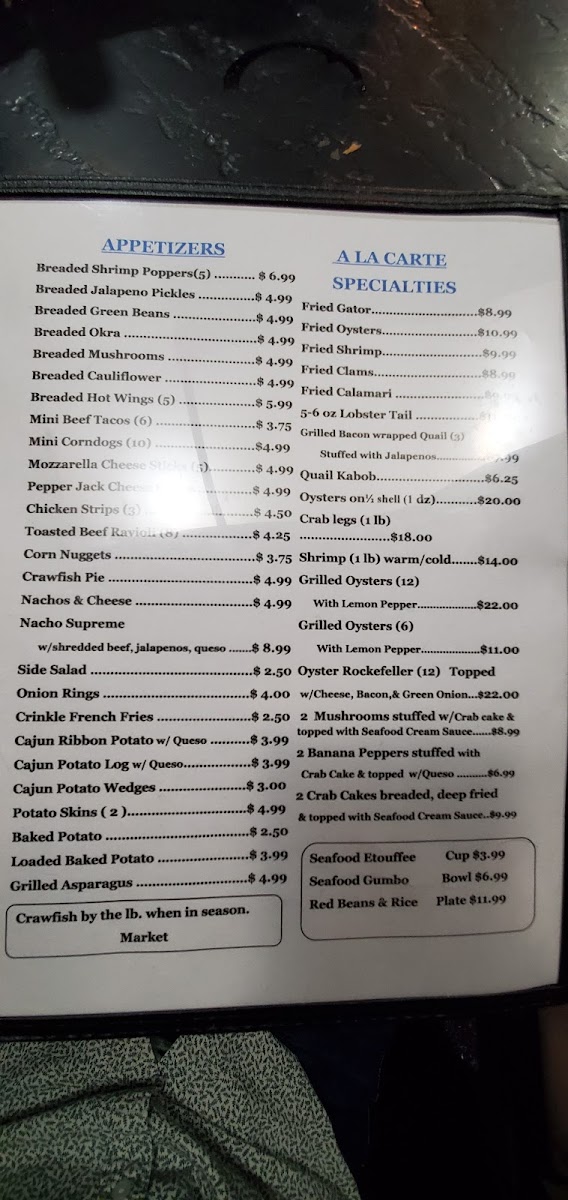 APPETIZERS
Breaded Shrimp Poppers(5) ........... $ 6.99
Breaded Jalapeno Pickles ..............$ 4.99
Breaded Green Beans .....................$ 4.99
Breaded Okra ..................................$ 4.99
Breaded Mushrooms .......................$ 4.99
Breaded Cauliflower ........................$ 4.99
Breaded Hot Wings (5) ....................$ 5.99
Mini Beef Tacos (6) .........................$ 3.75
Mini Corndogs (10) .........................$4.99
Mozzarella Cheese Sticks (5)............$ 4.99
Pepper Jack Cheese .......................$ 4.99
Chicken Strips (3) ............................$ 4.50
Toasted Beef Ravioli (8) ..................$ 4.25
Corn Nuggets ..................................$ 3.75
Crawfish Pie ....................................$ 4.99
Nachos & Cheese .............................$ 4.99
Nacho Supreme
w/shredded beef, jalapenos, queso .......$ 8.99
Side Salad ........................................$ 2.50
Onion Rings .....................................$ 4.00
Crinkle French Fries ........................$ 2.50
Cajun Ribbon Potato w/ Queso ..........$ 3.99
Cajun Potato Log w/ Queso...............$ 3.99
Cajun Potato Wedges .......................$ 3.00
Potato Skins ( 2 )..............................$ 4.99
Baked Potato ...................................$ 2.50
Loaded Baked Potato .......................$ 3.99
Grilled Asparagus .............................$ 4.99
Crawfish by the lb. when in season.
Market
A LA CARTE
SPECIALTIES
Fried Gator............................$8.99
Fried Oysters.........................$10.99
Fried Shrimp..........................$9.99
Fried Clams...........................$8.99
Fried Calamari ......................
5-6 oz Lobster Tail ................
Grilled Bacon wrapped Quail (3)
Stuffed with Jalapenos............
Quail Kabob............................$6.25
Oysters on½ shell (1 dz)..........$20.00
Crab legs (1 lb)
..............................$18.00
Shrimp (1 lb) warm/cold.......$14.00
Grilled Oysters (12)
With Lemon Pepper...................$22.00
Grilled Oysters (6)
With Lemon Pepper...................$11.00
Oyster Rockefeller (12) Topped
w/Cheese, Bacon,& Green Onion...$22.00
2 Mushrooms stuffed w/Crab cake &
topped with Seafood Cream Sauce......$8.99
2 Banana Peppers stuffed with
Crab Cake & topped w/Queso ..........$6.99
2 Crab Cakes breaded, deep fried
& topped with Seafood Cream Sauce..$9.99
Seafood Etouffee Cup $3.99
Seafood Gumbo Bowl $6.99
Red Beans & Rice Plate $11.99